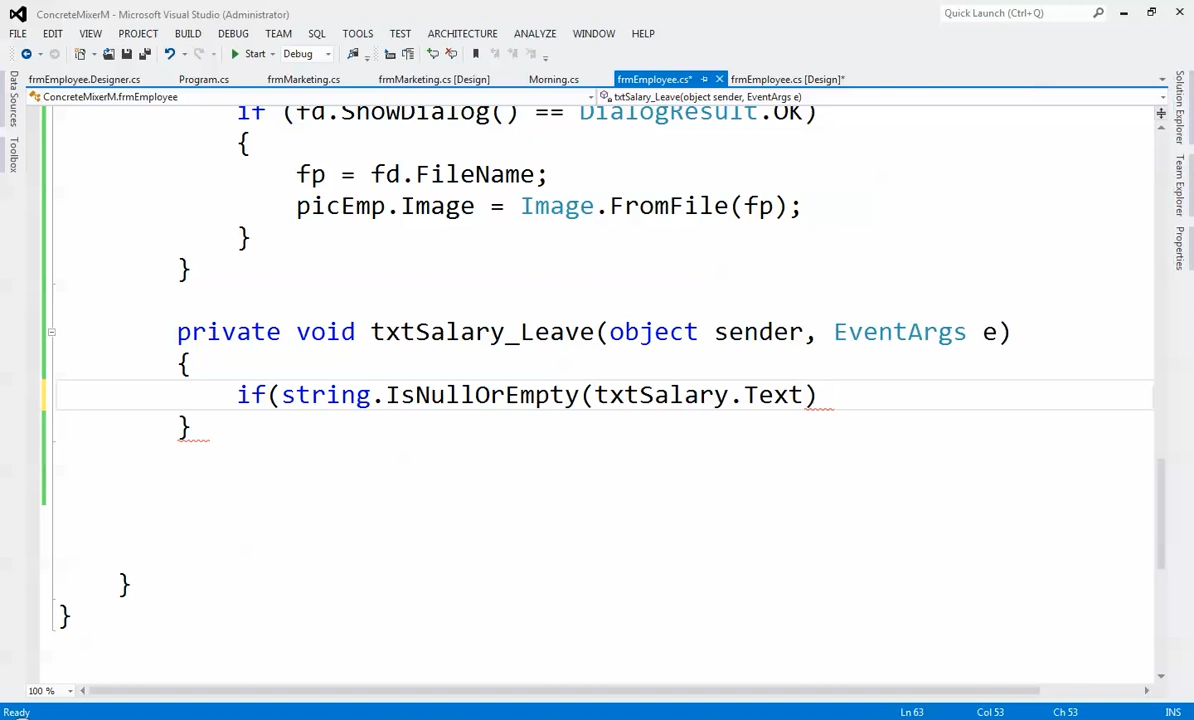 ConcreteMixerM - Microsoft Visual Studio (Administrator)
Quick Launch (Ctrl+Q)
FILE EDIT VIEW PROJECT BUILD DEBUG TEAM SQL TOOLS TEST ARCHITECTURE ANALYZE WINDOW HELP
Start Debug
frmEmployee.Designer.cs Program.cs frmMarketing.cs frmMarketing.cs [Design] Morning.cs frmEmployee.cs* frmEmployee.cs [Design]*
ConcreteMixerM.frmEmployee txtSalary_Leave(object sender, EventArgs e)
Data Sources
Toolbox
Solution Explorer
Team Explorer
Properties
if (fd.ShowDialog() == DialogResult.OK)
{
fp = fd.FileName;
picEmp.Image = Image.FromFile(fp);
}
}
private void txtSalary_Leave(object sender, EventArgs e)
{
if(string.IsNullOrEmpty(txtSalary.Text)
}
}
}
100 %
Ready Ln 63 Col 53 Ch 53 INS